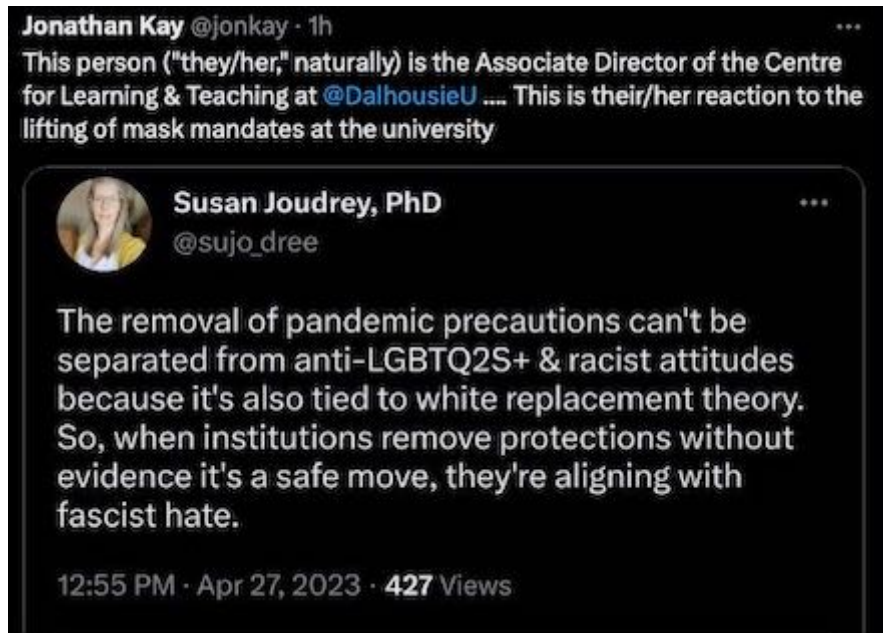 Jonathan Kay @jonkay · 1h
This person ("they/her," naturally) is the Associate Director of the Centre
for Learning & Teaching at @DalhousieU .... This is their/her reaction to the
lifting of mask mandates at the university
Susan Joudrey, PhD
@sujo_dree
The removal of pandemic precautions can't be
separated from anti-LGBTQ2S+ & racist attitudes
because it's also tied to white replacement theory.
So, when institutions remove protections without
evidence it's a safe move, they're aligning with
fascist hate.
12:55 PM · Apr 27, 2023 · 427 Views